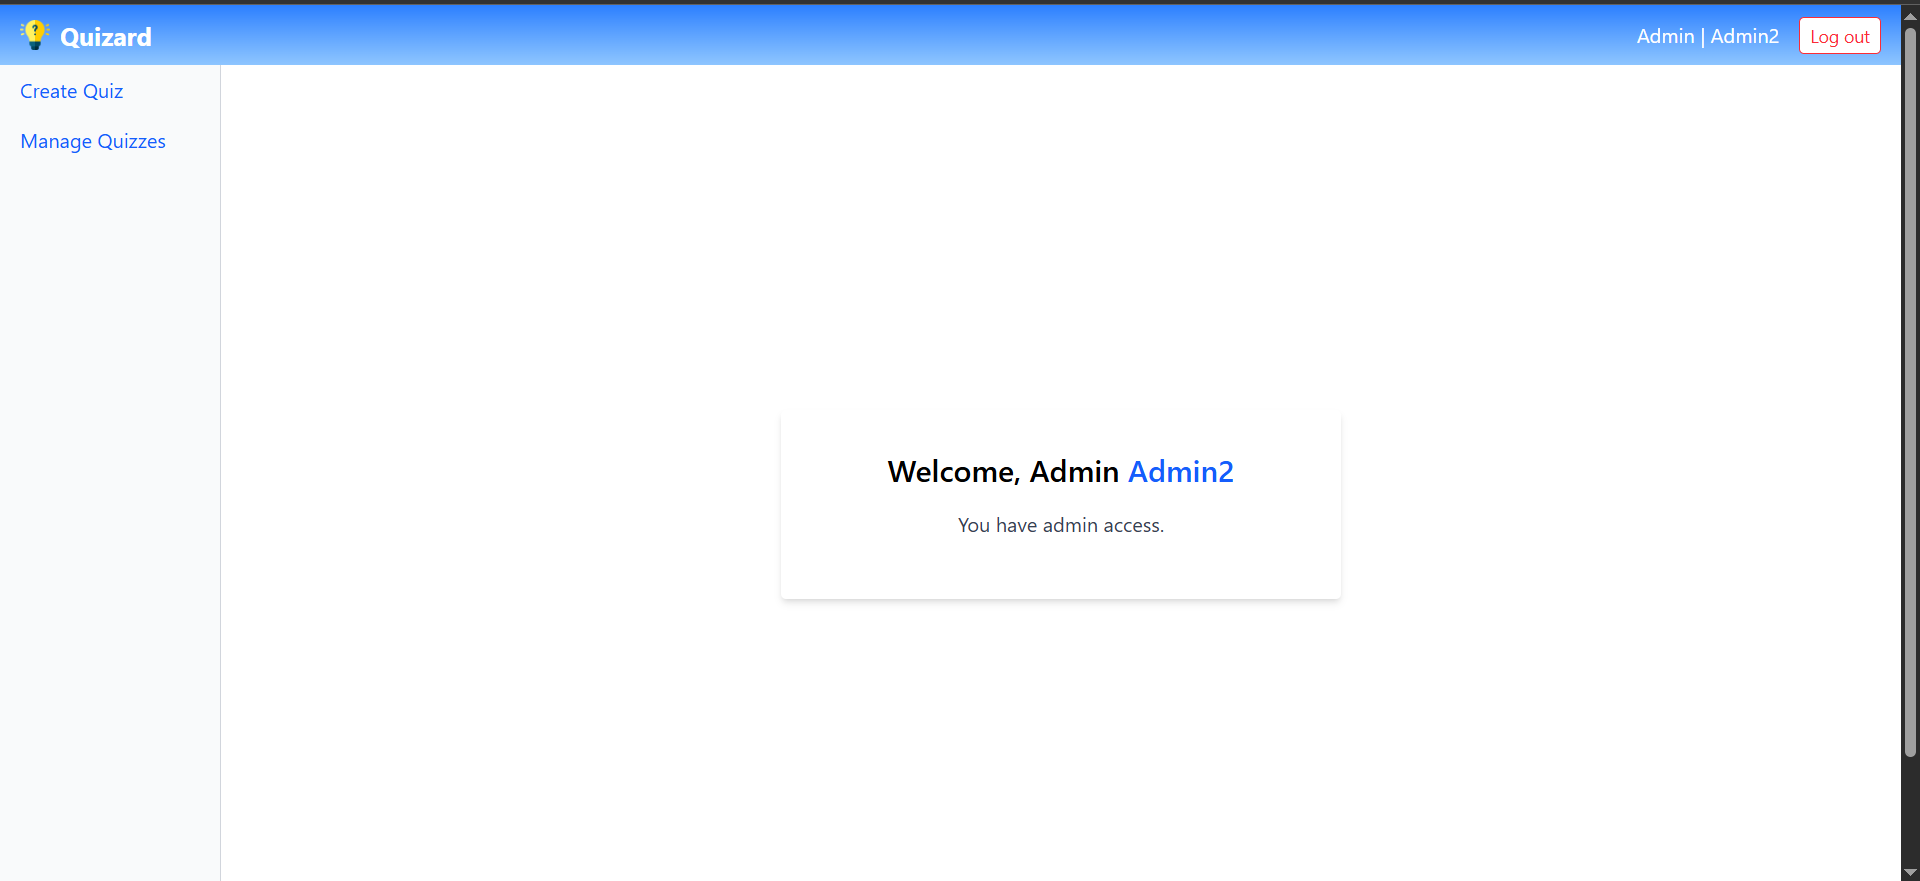 Quizard
Admin | Admin2
Log out
Create Quiz
Manage Quizzes
Welcome, Admin Admin2
You have admin access.